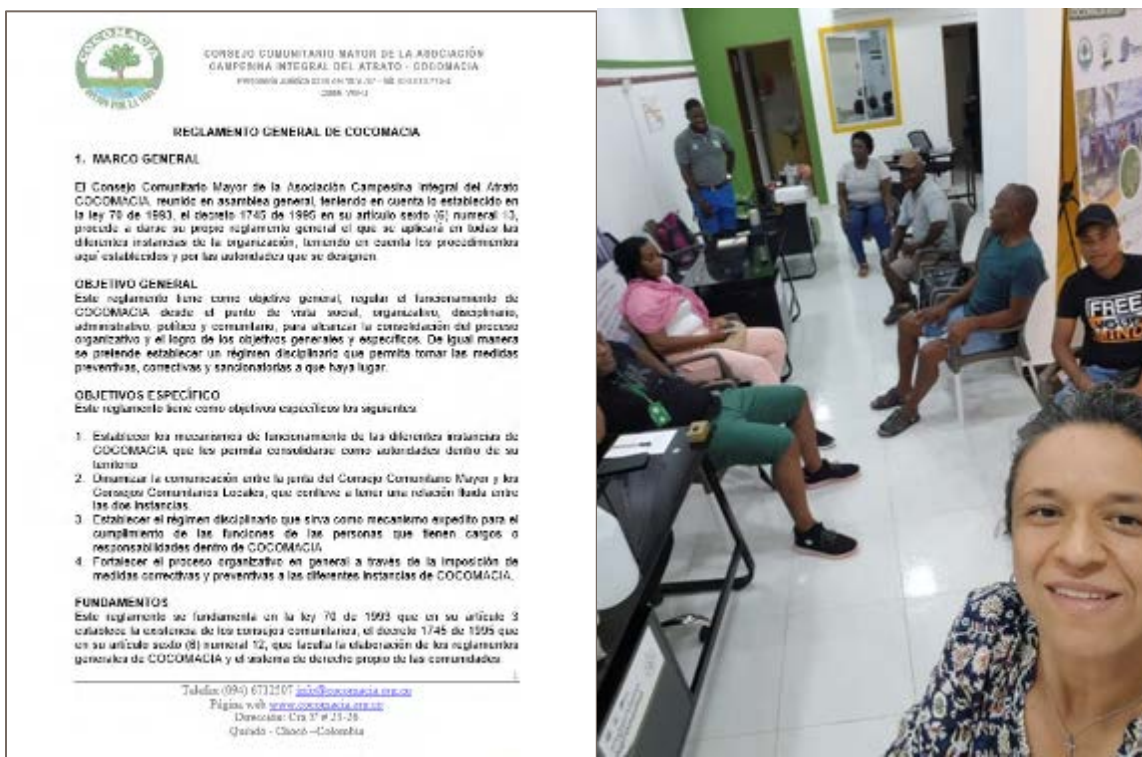 COCOMACIA
CONSEJO COMUNITARIO MAYOR DE LA ASOCIACIÓN
CAMPESINA INTEGRAL DEL ATRATO - COCOMACIA
REGLAMENTO GENERAL DE COCOMACIA
1. MARCO GENERAL
El Consejo Comunitario Mayor de la Asociación Campesina Integral del Atrato
COCOMACIA, reunido en asamblea general, teniendo en cuenta lo establecido en
la ley 70 de 1993, el decreto 1745 de 1995 en su artículo sexto (6) numeral 13,
procede a darse su propio reglamento general el que se aplicará en todas las
diferentes instancias de la organización, teniendo en cuenta los procedimientos
aquí establecidos y por las autoridades que se designen.
OBJETIVO GENERAL
Este reglamento tiene como objetivo general, regular el funcionamiento de
COCOMACIA desde el punto de vista social, organizativo, disciplinario,
administrativo, político y comunitario, para alcanzar la consolidación del proceso
organizativo y el logro de los objetivos generales y específicos. De igual manera
se pretende establecer un régimen disciplinario que permita tomar las medidas
preventivas, correctivas y sancionatorias a que haya lugar.
OBJETIVOS ESPECÍFICO
Este reglamento tiene como objetivos específicos los siguientes:
1. Establecer los mecanismos de funcionamiento de las diferentes instancias de
COCOMACIA que les permita consolidarse como autoridades dentro de su
territorio
2. Dinamizar la comunicación entre la junta del Consejo Comunitario Mayor y los
Consejos Comunitarios Locales, que conlleve a tener una relación fluida entre
las dos instancias.
3. Establecer el régimen disciplinario que sirva como mecanismo expedito para el
cumplimiento de las funciones de las personas que tienen cargos o
responsabilidades dentro de COCOMACIA
4. Fortalecer el proceso organizativo en general a través de la imposición de
medidas correctivas y preventivas a las diferentes instancias de COCOMACIA.
FUNDAMENTOS
Este reglamento se fundamenta en la ley 70 de 1993 que en su artículo 3
establece la existencia de los consejos comunitarios, el decreto 1745 de 1995 que
en su artículo sexto (6) numeral 12, que faculta la elaboración de los reglamentos
generales de COCOMACIA y el sistema de derecho propio de las comunidades
1
Telefax (094) 6712507 info@cocomacia.org.co
Página web www.cocomacia.org.co
Dirección: Cra
Quibdó - Chocó –Colombia
FREE
YOUR